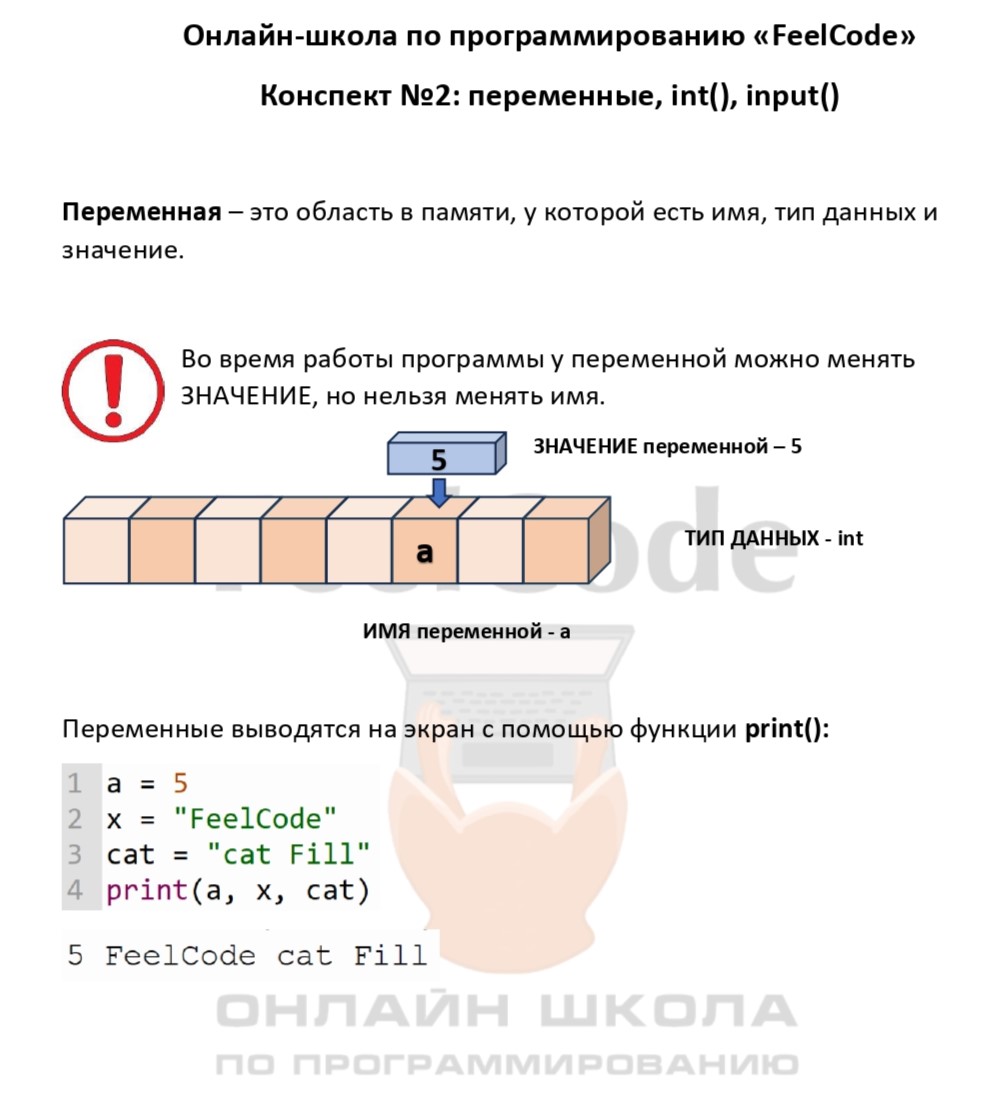 Онлайн-школа по программированию «FeelCode»
Конспект №2: переменные, int(), input()
Переменная – это область в памяти, у которой есть имя, тип данных и
значение.
Во время работы программы у переменной можно менять
ЗНАЧЕНИЕ, но нельзя менять имя.
5
ЗНАЧЕНИЕ переменной – 5
a
ТИП ДАННЫХ - int
FeelCode
ИМЯ переменной - a
Переменные выводятся на экран с помощью функции print():
1 a = 5
2 x = "FeelCode"
3 cat = "cat Fill"
4 print(a, x, cat)
5 FeelCode cat Fill
ОНЛАЙН ШКОЛА
ПО ПРОГРАММИРОВАНИЮ